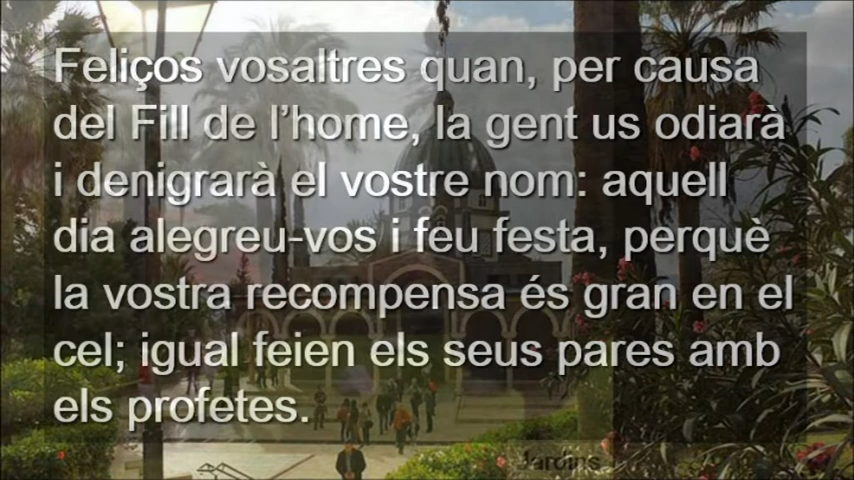 Feliços vosaltres quan, per causa
del Fill de l’home, la gent us odiarà
i denigrarà el vostre nom: aquell
dia alegreu-vos i feu festa, perquè
la vostra recompensa és gran en el
cel; igual feien els seus pares amb
els profetes.
Jardins